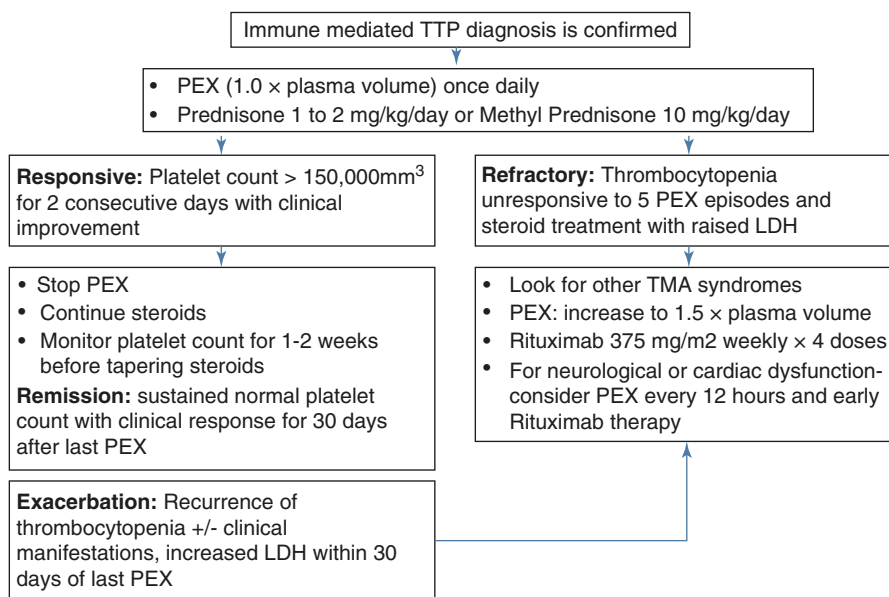 Immune mediated TTP diagnosis is confirmed
• PEX (1.0 × plasma volume) once daily
• Prednisone 1 to 2 mg/kg/day or Methyl Prednisone 10 mg/kg/day
Responsive: Platelet count > 150,000mm³
for 2 consecutive days with clinical
improvement
Refractory: Thrombocytopenia
unresponsive to 5 PEX episodes and
steroid treatment with raised LDH
• Stop PEX
• Continue steroids
• Monitor platelet count for 1-2 weeks
before tapering steroids
Remission: sustained normal platelet
count with clinical response for 30 days
after last PEX
• Look for other TMA syndromes
• PEX: increase to 1.5 × plasma volume
• Rituximab 375 mg/m2 weekly × 4 doses
• For neurological or cardiac dysfunction-
consider PEX every 12 hours and early
Rituximab therapy
Exacerbation: Recurrence of
thrombocytopenia +/- clinical
manifestations, increased LDH within 30
days of last PEX